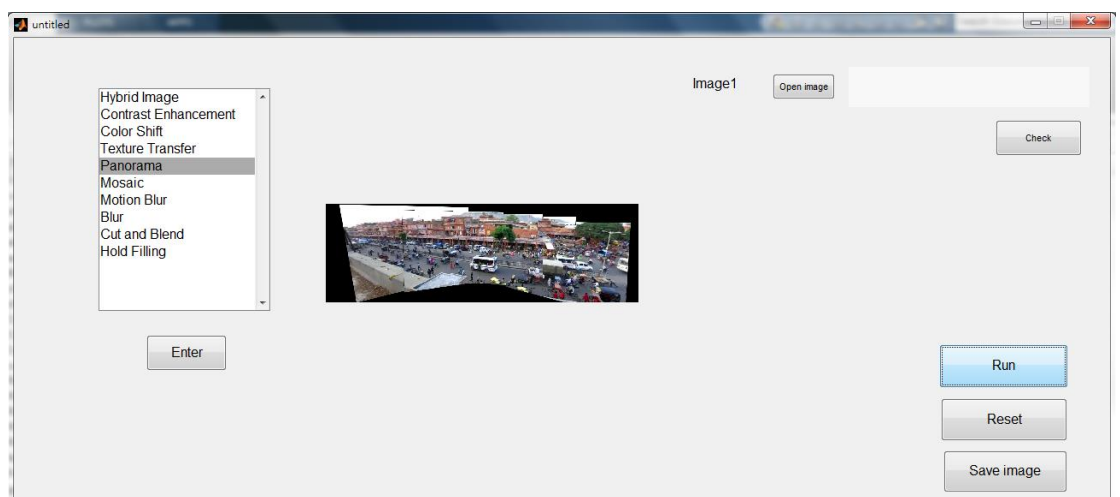 untitled
Image1
Open image
Check
Hybrid Image
Contrast Enhancement
Color Shift
Texture Transfer
Panorama
Mosaic
Motion Blur
Blur
Cut and Blend
Hold Filling
Enter
Run
Reset
Save image